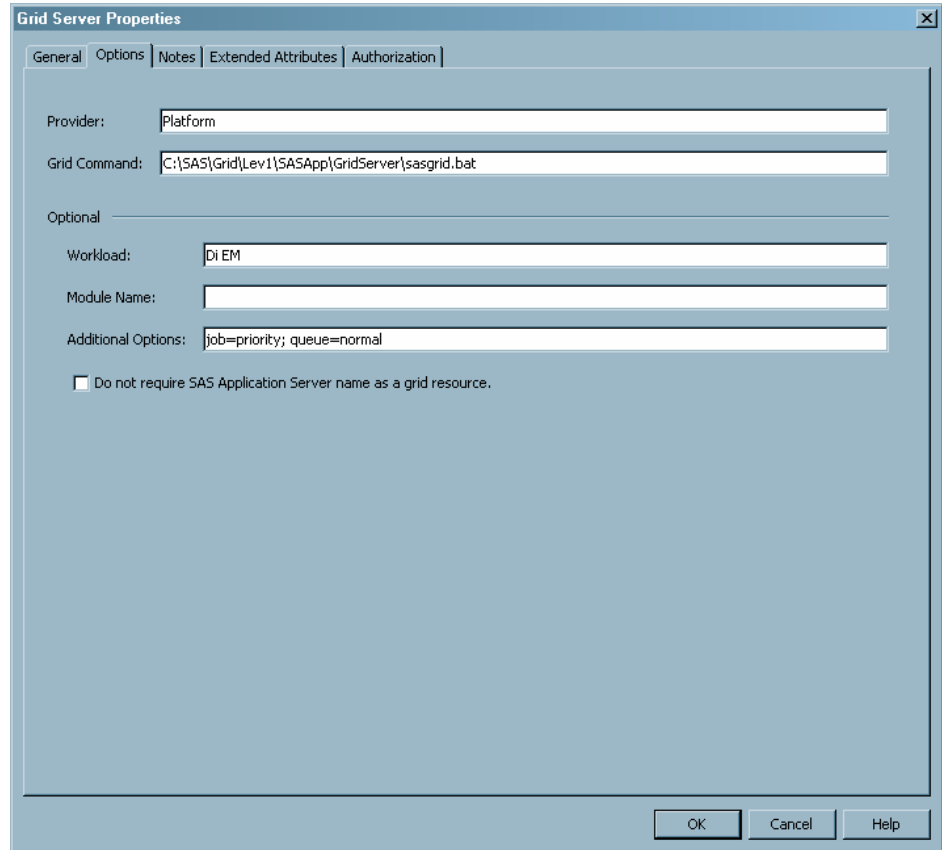 Grid Server Properties
General Options Notes Extended Attributes Authorization
Provider: Platform
Grid Command: C:\SAS\Grid\Lev1\SASApp\GridServer\sasgrid.bat
Optional
Workload: Di EM
Module Name:
Additional Options: job=priority; queue=normal
Do not require SAS Application Server name as a grid resource.
OK Cancel Help